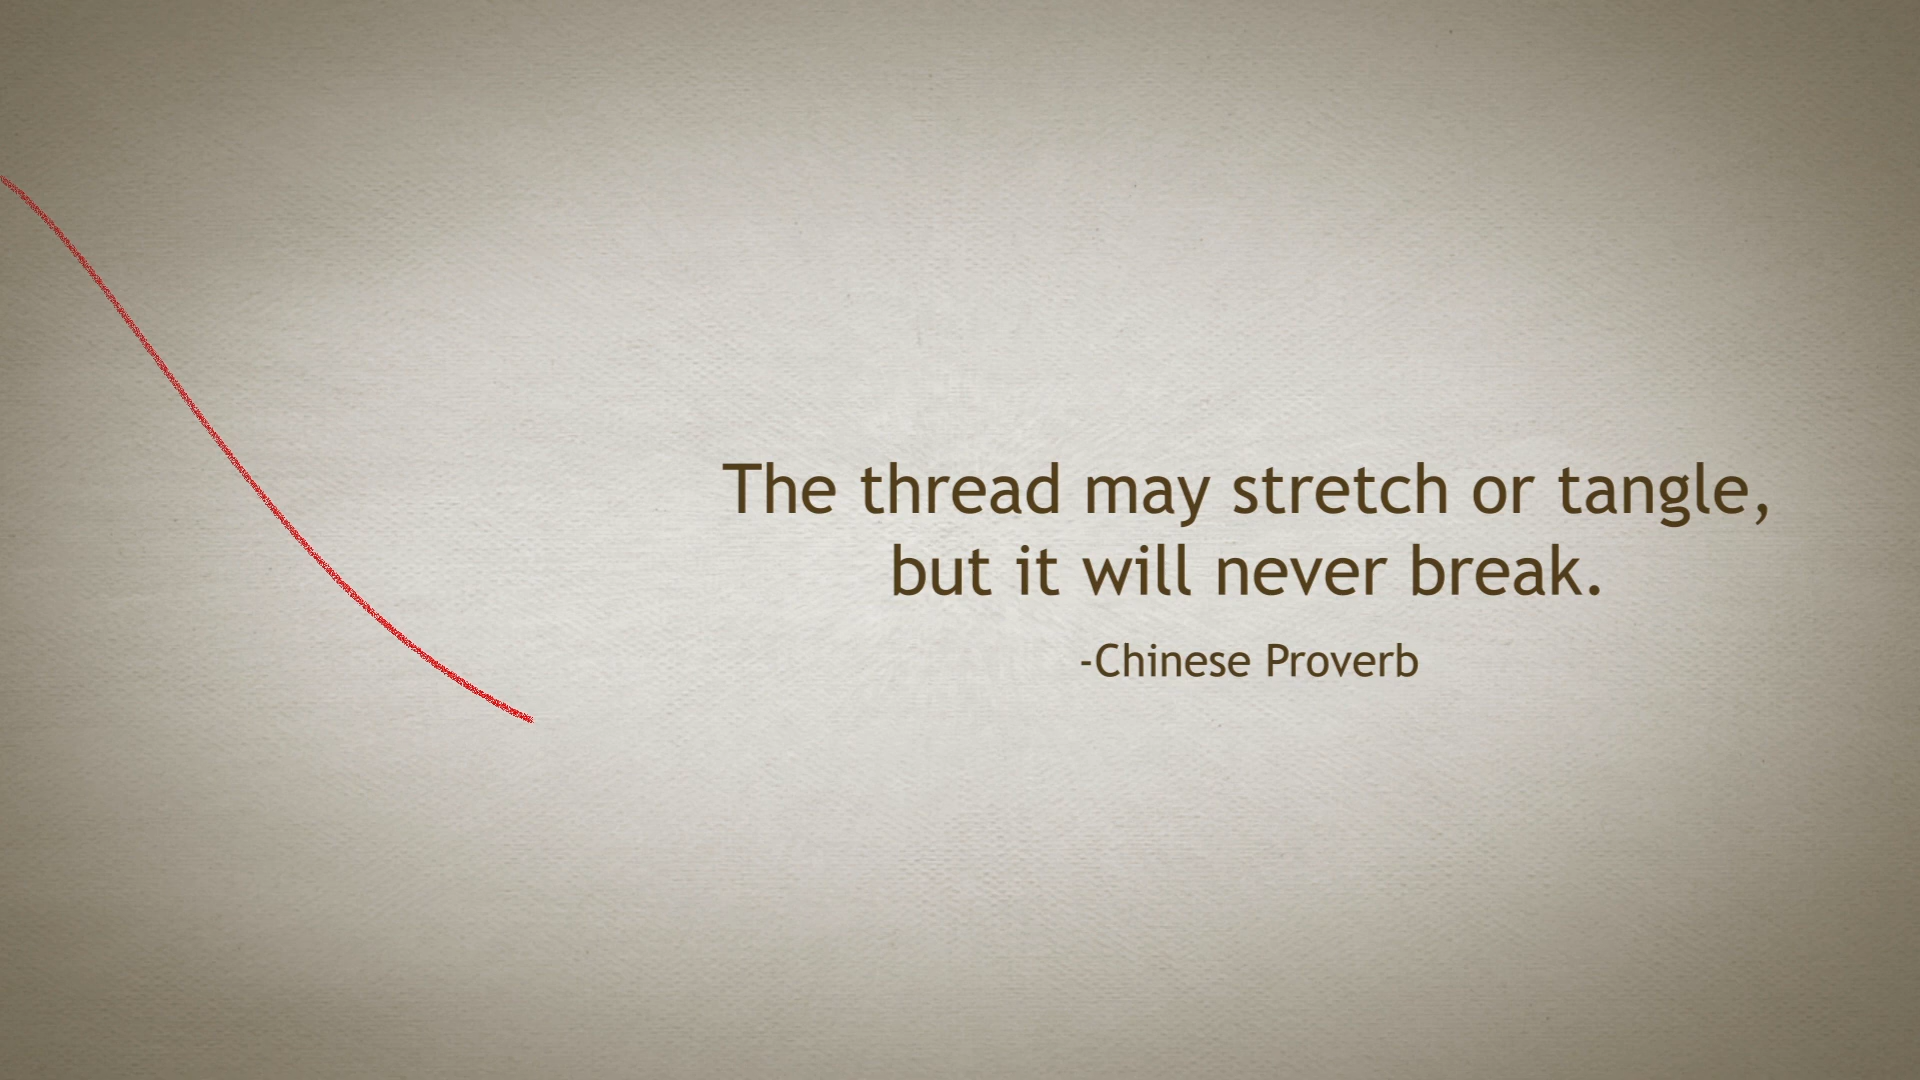 The thread may stretch or tangle,
but it will never break.
-Chinese Proverb